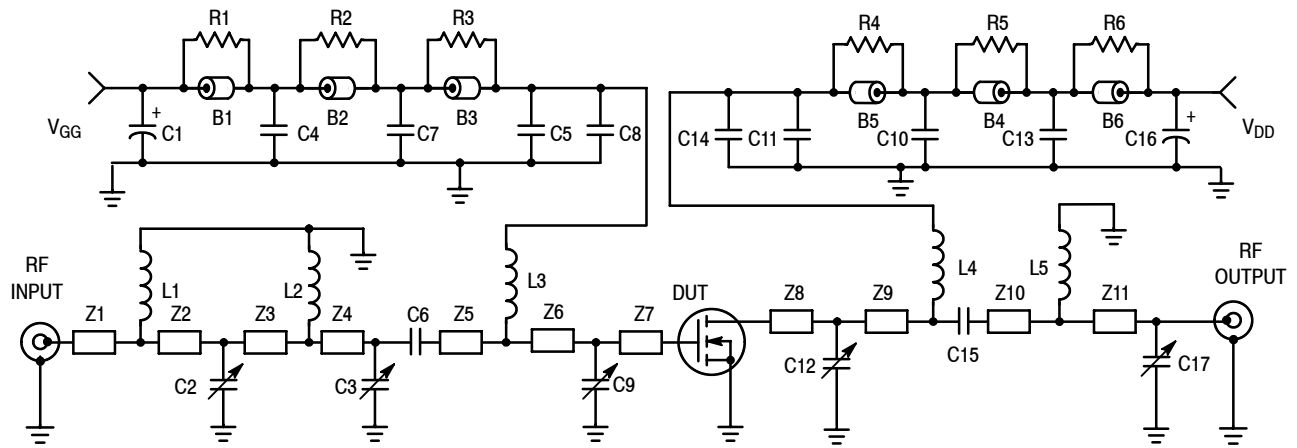 R1 R2 R3 R4 R5 R6
B1 B2 B3 B5 B4 B6
VGG + C1 C4 C7 C5 C8 C14 C11 C10 C13 C16 + VDD
RF INPUT
L1 L2 L3 L4 L5
RF OUTPUT
Z1 Z2 Z3 Z4 C6 Z5 Z6 Z7 DUT Z8 Z9 C15 Z10 Z11
C2 C3 C9 C12 C17